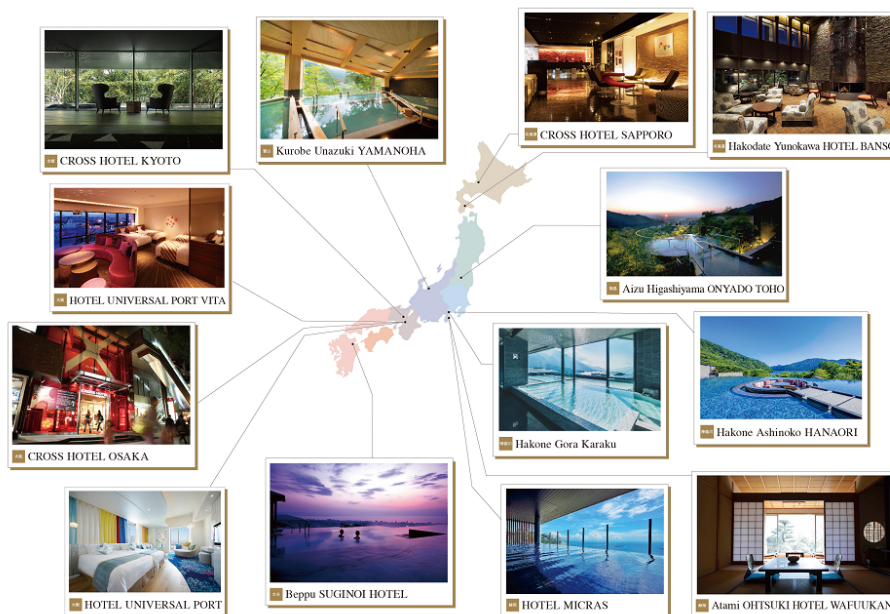 CROSS HOTEL KYOTO
Kurobe Unazuki YAMANOHA
CROSS HOTEL SAPPORO
Hakodate Yunokawa HOTEL BANSO
HOTEL UNIVERSAL PORT VITA
Aizu Higashiyama ONYADO TOHO
CROSS HOTEL OSAKA
Hakone Gora Karaku
Hakone Ashinoko HANAORI
HOTEL UNIVERSAL PORT
Beppu SUGINOI HOTEL
HOTEL MICRAS
Atami OHTSUKI HOTEL WAFUUKAN